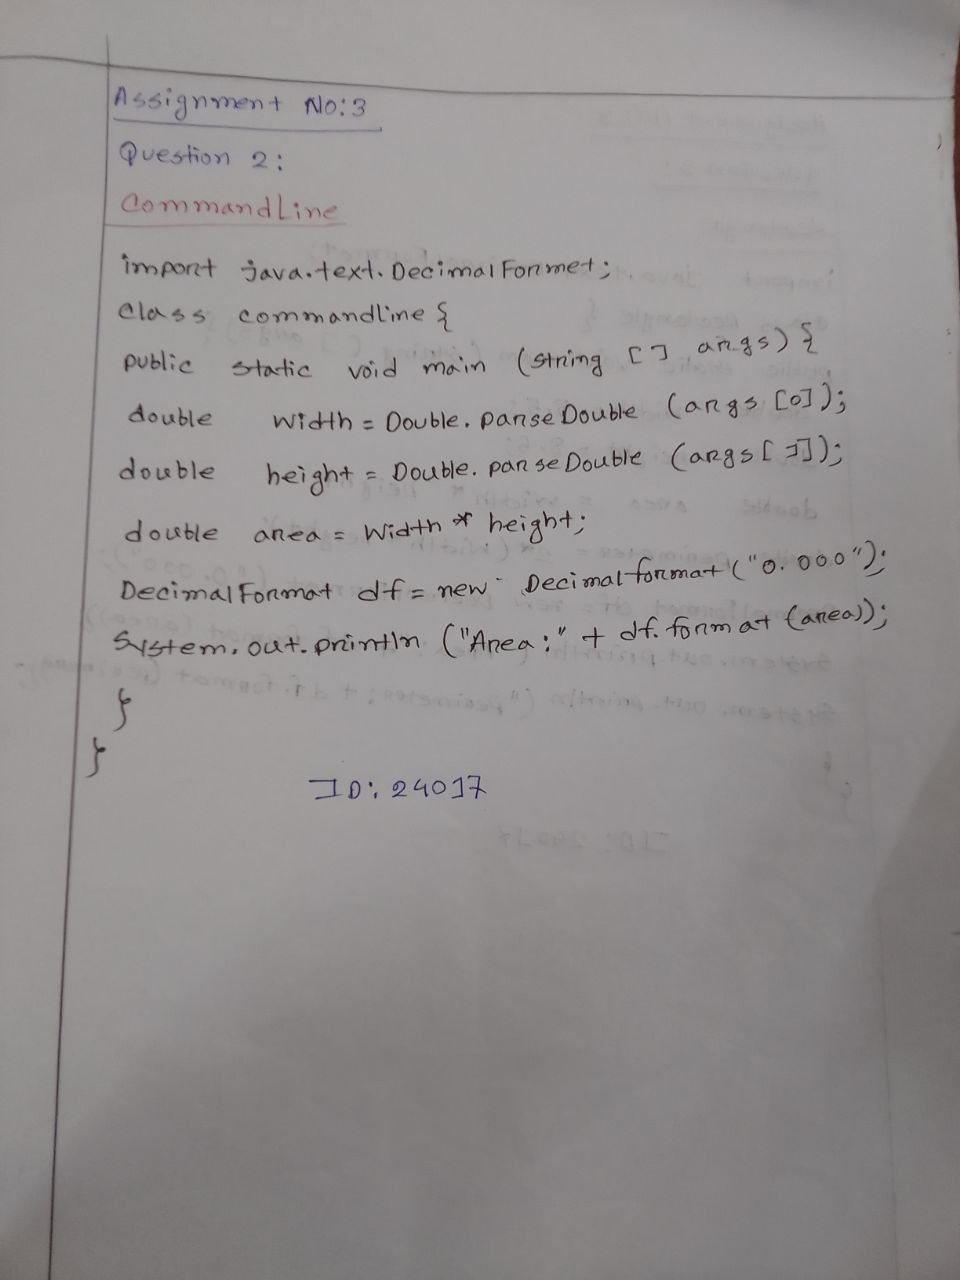 Assignment No:3
Question 2:
CommandLine
import java.text.DecimalFormet;
class commandline {
public static void main (string [] args) {
double width = Double.parseDouble (args [0]);
double height = Double.parseDouble (args [1]);
double area = width * height;
DecimalFormat df = new Decimalformat ("0.000");
System.out.println ("Area:" + df.format (area));
}
}
ID: 24017